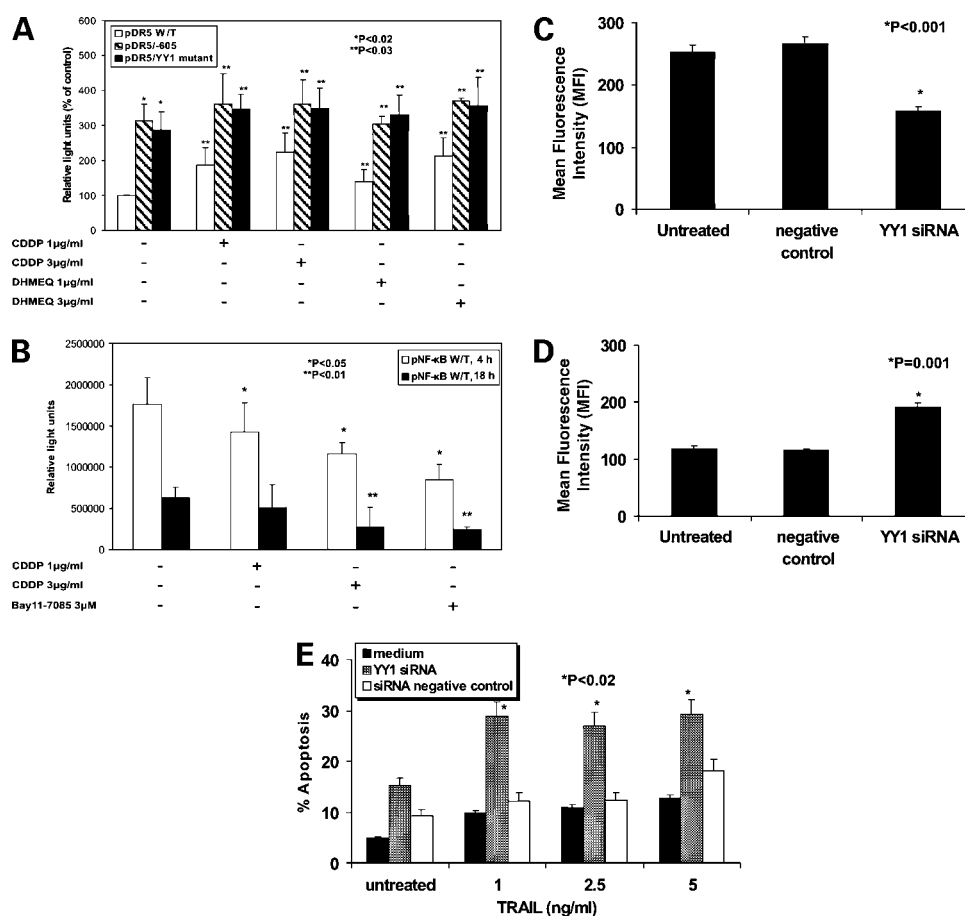 A
pDR5 W/T
pDR5/-605
pDR5/YY1 mutant
*P<0.02
**P<0.03
Relative light units (% of control)
600
500
400
300
200
100
0
* * ** ** ** ** ** ** ** ** ** ** ** **
CDDP 1µg/ml - + - - -
CDDP 3µg/ml - - + - -
DHMEQ 1µg/ml - - - + -
DHMEQ 3µg/ml - - - - +
B
pNF-κB W/T, 4 h
pNF-κB W/T, 18 h
*P<0.05
**P<0.01
Relative light units
2500000
2000000
1500000
1000000
500000
0
* * ** * **
CDDP 1µg/ml - + - -
CDDP 3µg/ml - - + -
Bay11-7085 3µM - - - +
C
*P<0.001
Mean Fluorescence
Intensity (MFI)
300
200
100
0
*
Untreated negative YY1 siRNA
control
D
*P=0.001
Mean Fluorescence
Intensity (MFI)
300
200
100
0
*
Untreated negative YY1 siRNA
control
E
medium
YY1 siRNA
siRNA negative control
*P<0.02
% Apoptosis
40
30
20
10
0
* * *
untreated 1 2.5 5
TRAIL (ng/ml)